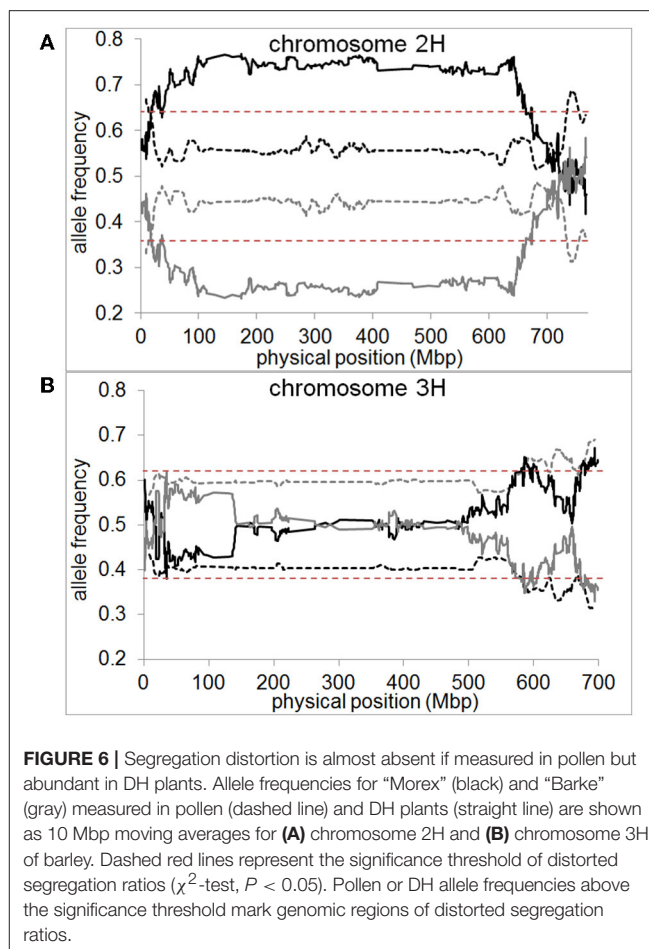 A
chromosome 2H
0.8
0.7
0.6
0.5
0.4
0.3
0.2
allele frequency
0 100 200 300 400 500 600 700
physical position (Mbp)
B
chromosome 3H
0.8
0.7
0.6
0.5
0.4
0.3
0.2
allele frequency
0 100 200 300 400 500 600 700
physical position (Mbp)
FIGURE 6 | Segregation distortion is almost absent if measured in pollen but
abundant in DH plants. Allele frequencies for “Morex” (black) and “Barke”
(gray) measured in pollen (dashed line) and DH plants (straight line) are shown
as 10 Mbp moving averages for (A) chromosome 2H and (B) chromosome 3H
of barley. Dashed red lines represent the significance threshold of distorted
segregation ratios (χ²-test, P < 0.05). Pollen or DH allele frequencies above
the significance threshold mark genomic regions of distorted segregation
ratios.